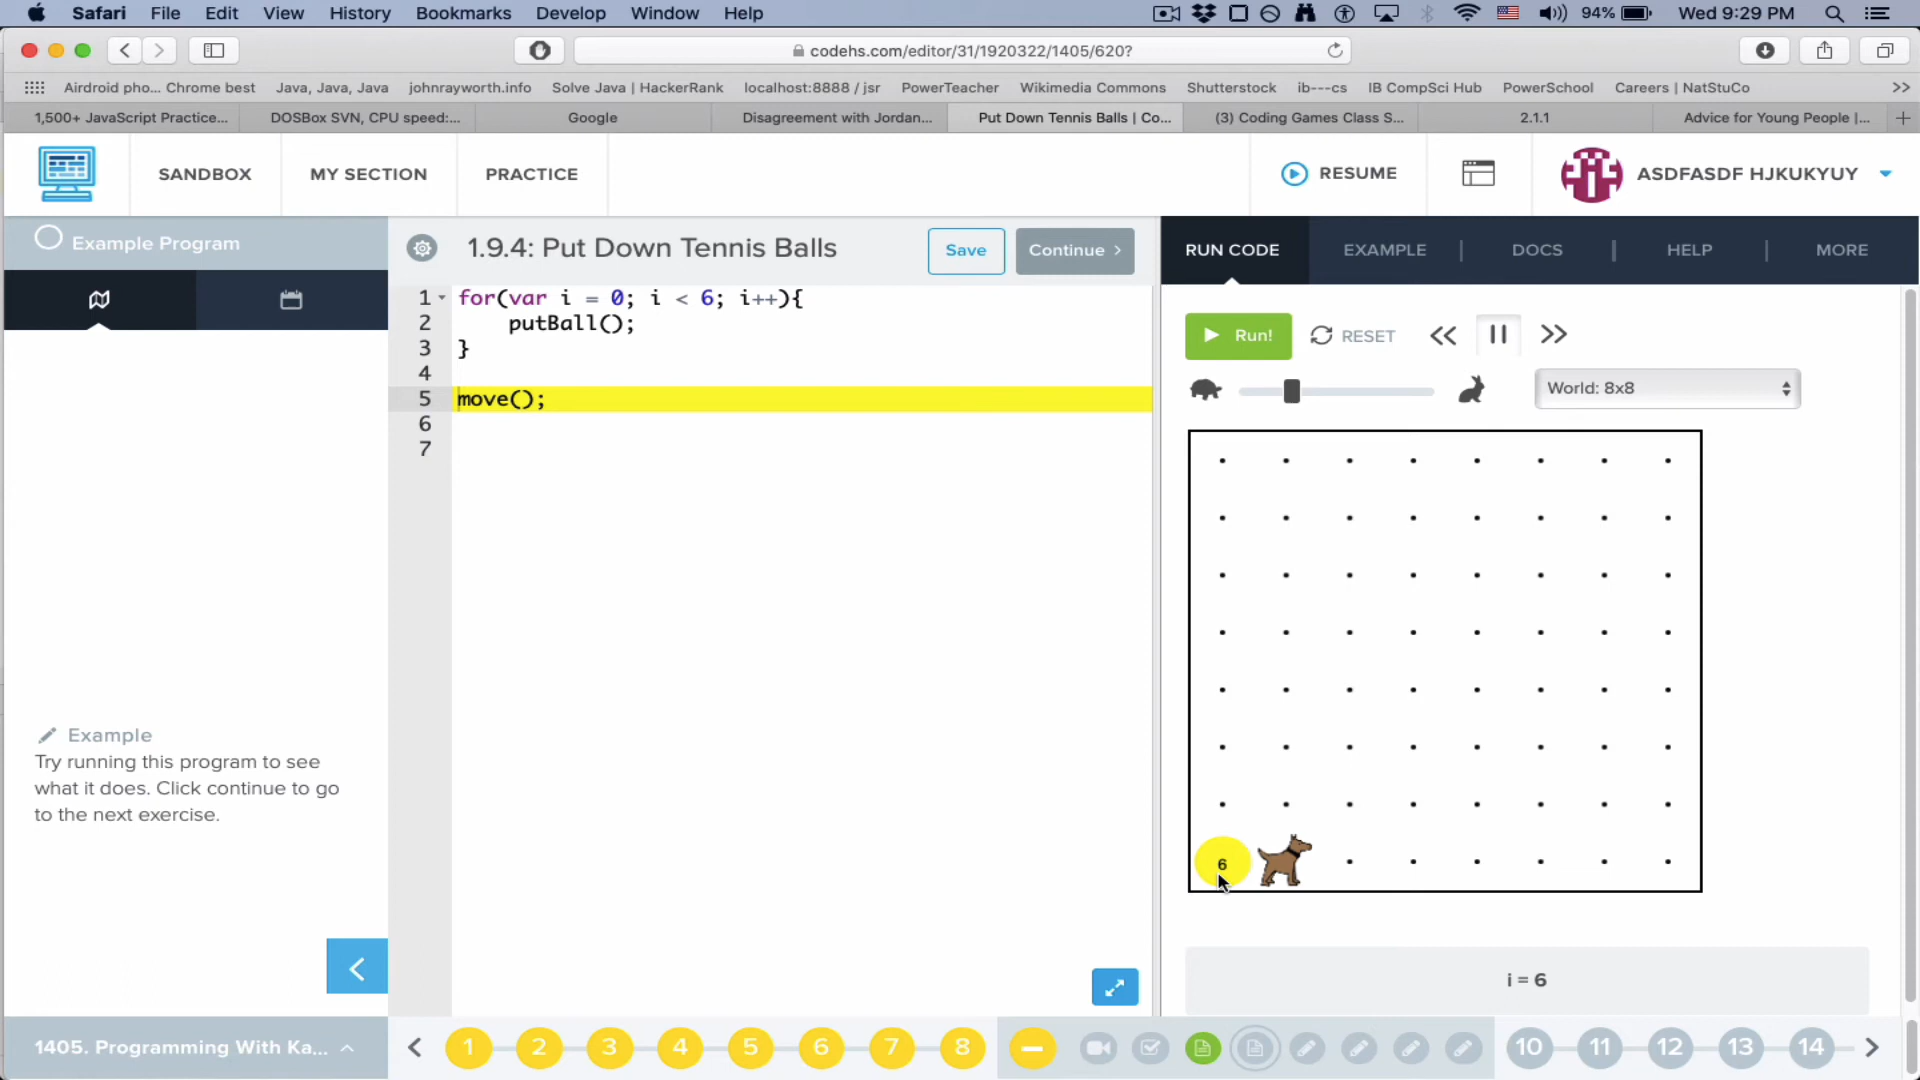 Safari File Edit View History Bookmarks Develop Window Help 94% Wed 9:29 PM
codehs.com/editor/31/1920322/1405/620?
Airdroid pho... Chrome best Java, Java, Java johnrayworth.info Solve Java | HackerRank localhost:8888 / jsr PowerTeacher Wikimedia Commons Shutterstock ib---cs IB CompSci Hub PowerSchool Careers | NatStuCo >>
1,500+ JavaScript Practice... DOSBox SVN, CPU speed:... Google Disagreement with Jordan... Put Down Tennis Balls | Co... (3) Coding Games Class S... 2.1.1 Advice for Young People |... +
SANDBOX MY SECTION PRACTICE RESUME ASDFASDF HJKUKYUY
Example Program
1.9.4: Put Down Tennis Balls Save Continue >
RUN CODE EXAMPLE | DOCS | HELP | MORE
1 for(var i = 0; i < 6; i++){
2 putBall();
3 }
4
5 move();
6
7
Run! RESET
World: 8x8
6
i = 6
Example
Try running this program to see
what it does. Click continue to go
to the next exercise.
1405. Programming With Ka... 1 2 3 4 5 6 7 8 10 11 12 13 14